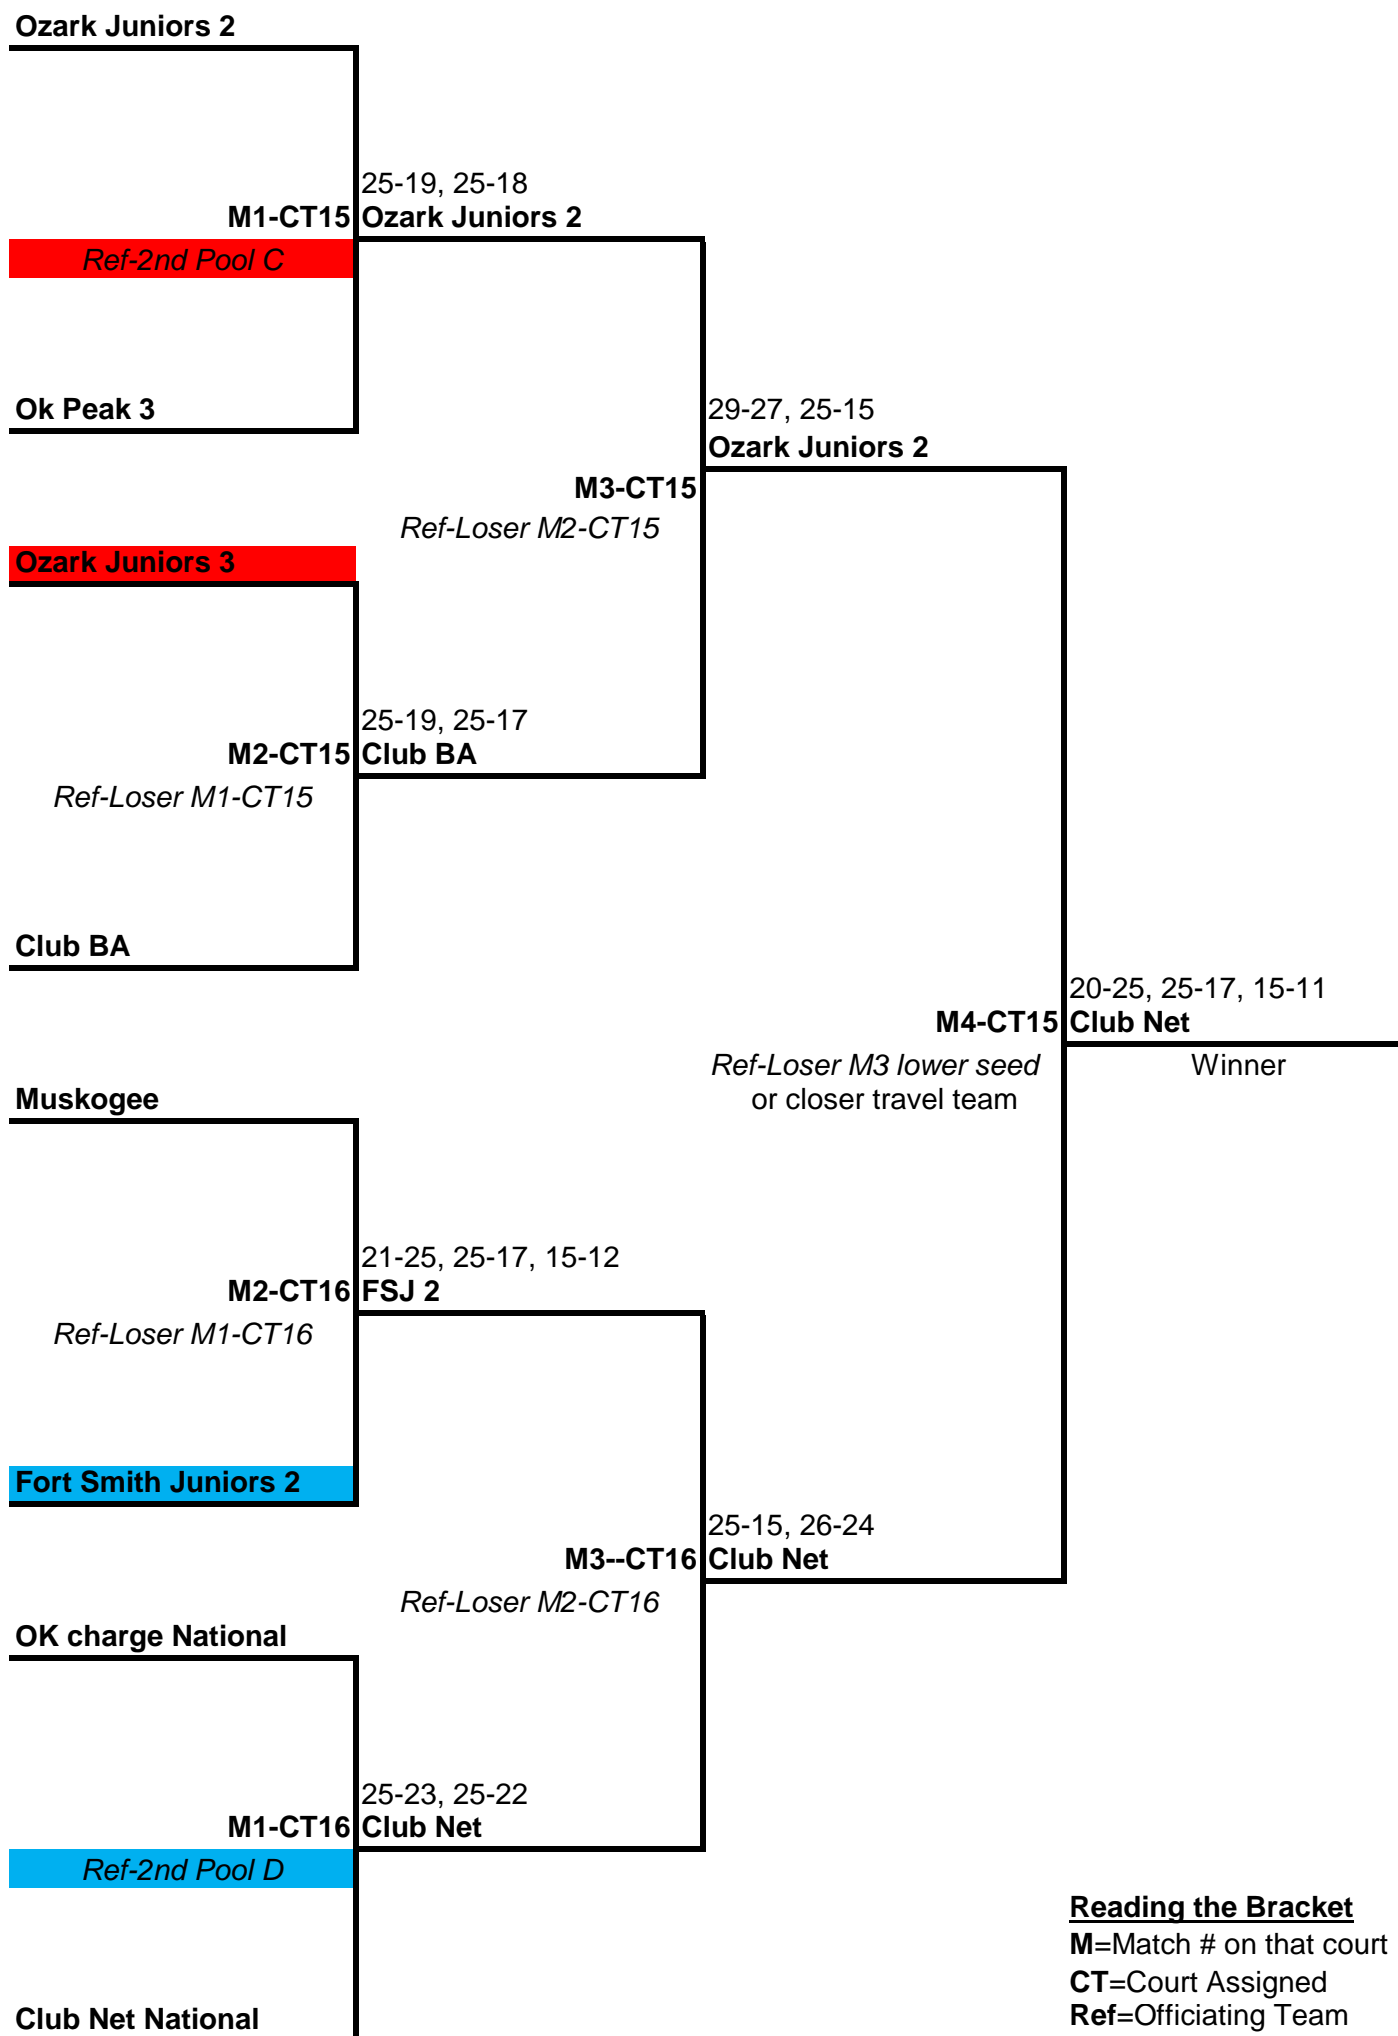 Ozark Juniors 2
25-19, 25-18
M1-CT15 Ozark Juniors 2
Ref-2nd Pool C
Ok Peak 3
29-27, 25-15
Ozark Juniors 2
M3-CT15
Ref-Loser M2-CT15
Ozark Juniors 3
25-19, 25-17
M2-CT15 Club BA
Ref-Loser M1-CT15
Club BA
20-25, 25-17, 15-11
M4-CT15 Club Net
Ref-Loser M3 lower seed Winner
or closer travel team
Muskogee
21-25, 25-17, 15-12
M2-CT16 FSJ 2
Ref-Loser M1-CT16
Fort Smith Juniors 2
25-15, 26-24
M3--CT16 Club Net
Ref-Loser M2-CT16
OK charge National
25-23, 25-22
M1-CT16 Club Net
Ref-2nd Pool D
Reading the Bracket
M=Match # on that court
CT=Court Assigned
Ref=Officiating Team
Club Net National